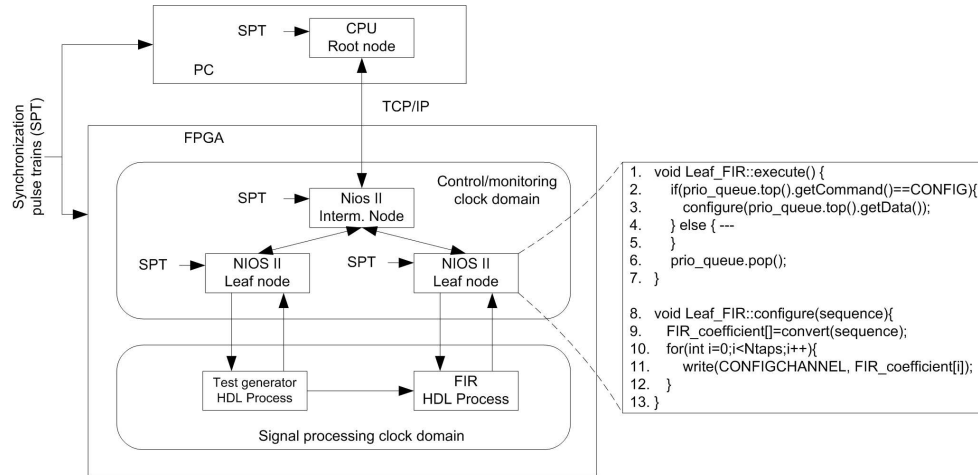 SPT
CPU
Root node
PC
TCP/IP
Synchronization
pulse trains (SPT)
FPGA
Control/monitoring
clock domain
SPT
Nios II
Interm. Node
SPT
NIOS II
Leaf node
SPT
NIOS II
Leaf node
Test generator
HDL Process
FIR
HDL Process
Signal processing clock domain
1. void Leaf_FIR::execute() {
2. if(prio_queue.top().getCommand()==CONFIG){
3. configure(prio_queue.top().getData());
4. } else { ---
5. }
6. prio_queue.pop();
7. }
8. void Leaf_FIR::configure(sequence){
9. FIR_coefficient[]=convert(sequence);
10. for(int i=0;i<Ntaps;i++){
11. write(CONFIGCHANNEL, FIR_coefficient[i]);
12. }
13. }